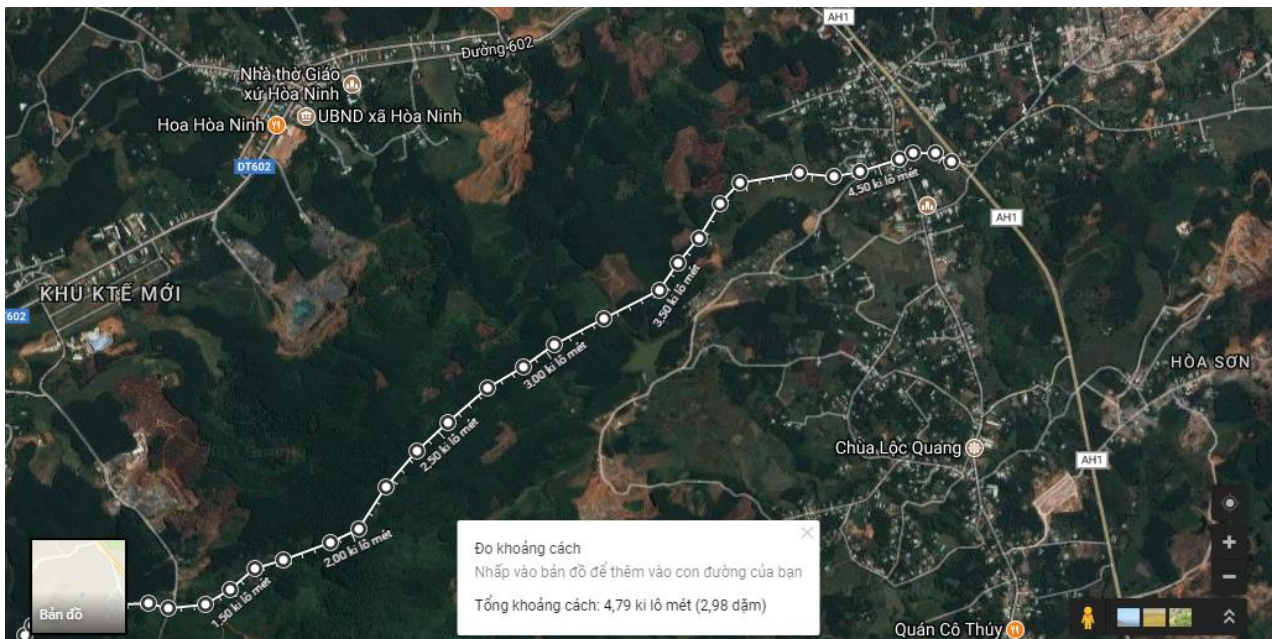 AH1
Đường 602
Nhà thờ Giáo
xứ Hòa Ninh
UBND xã Hòa Ninh
Hoa Hòa Ninh
DT602
4,50 ki lô mét
AH1
KHU KTẾ MỚI
T602
3,50 ki lô mét
3,00 ki lô mét
HÒA SƠN
2,50 ki lô mét
Chùa Lộc Quang
AH1
2,00 ki lô mét
1,50 ki lô mét
Đo khoảng cách
Nhấp vào bản đồ để thêm vào con đường của bạn
Tổng khoảng cách: 4,79 ki lô mét (2,98 dặm)
Bản đồ
Quán Cô Thúy